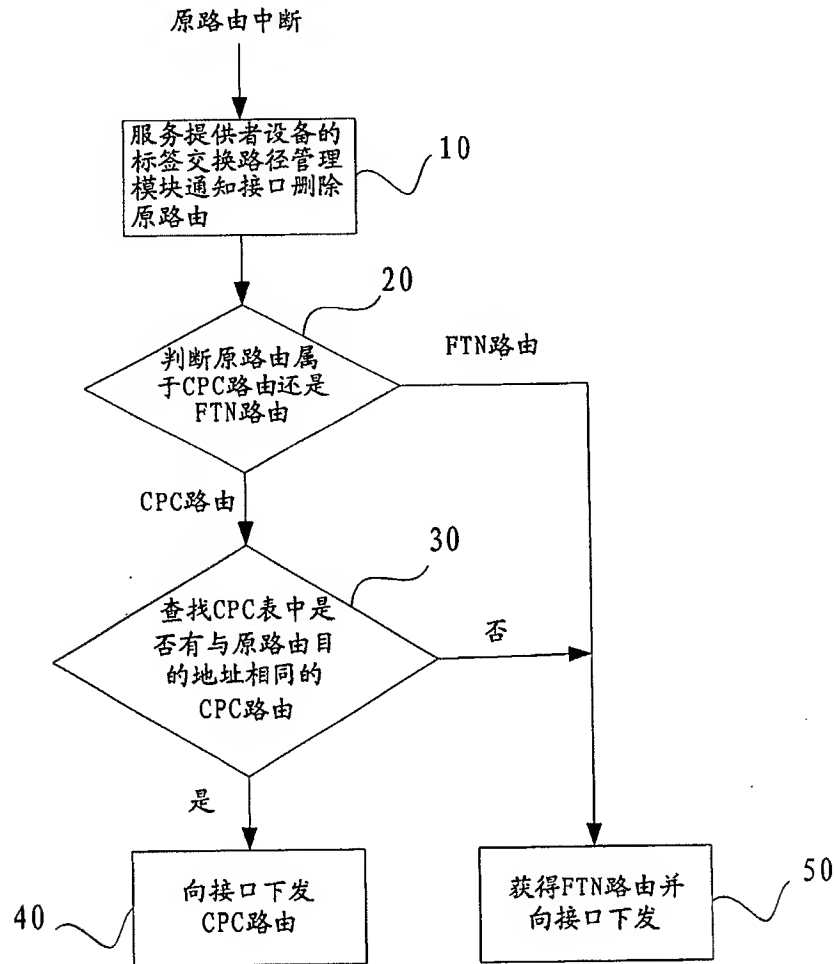 原路由中断
服务提供者设备的
标签交换路径管理
模块通知接口删除
原路由
10
20
判断原路由属
于CPC路由还是
FTN路由
FTN路由
CPC路由
30
查找CPC表中是
否有与原路由目
的地址相同的
CPC路由
否
是
向接口下发
CPC路由
40
获得FTN路由并
向接口下发
50